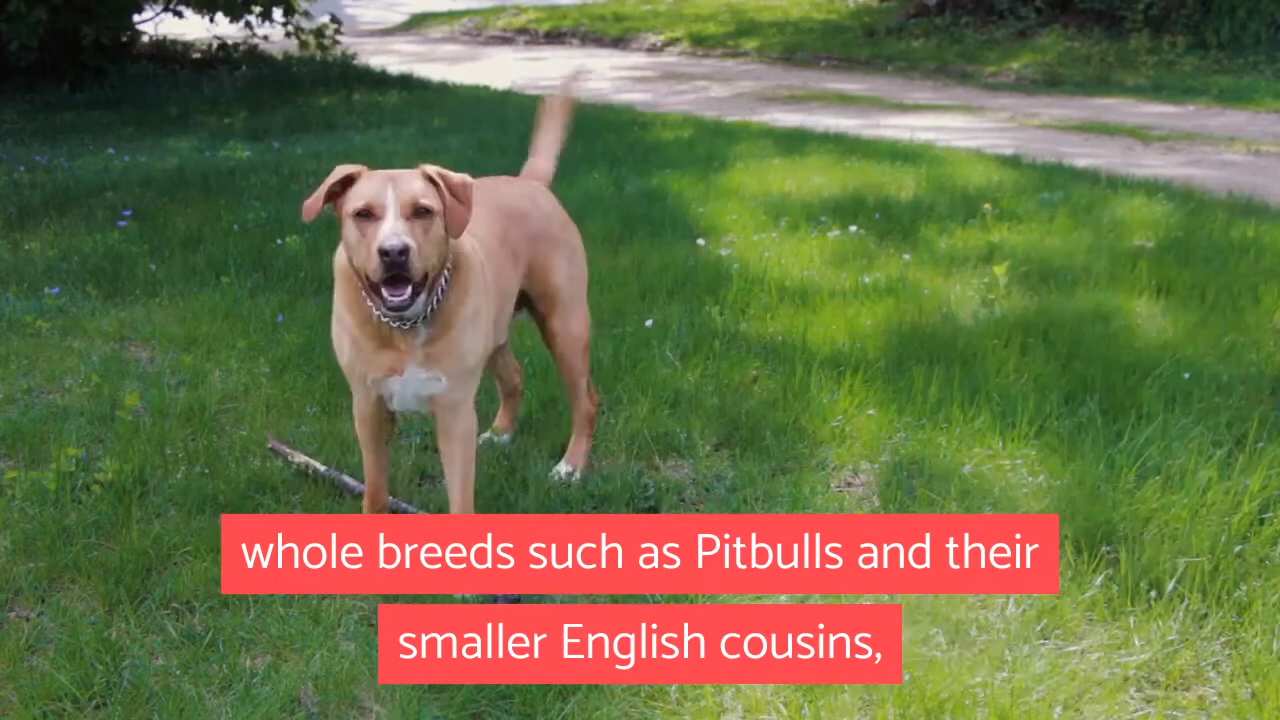 whole breeds such as Pitbulls and their
smaller English cousins,